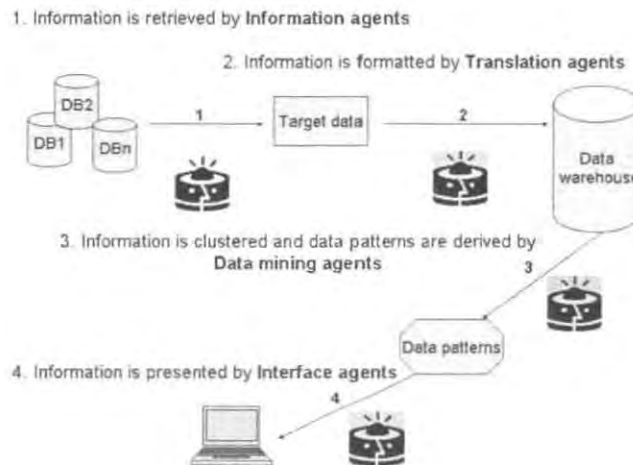 1. Information is retrieved by Information agents
2. Information is formatted by Translation agents
DB2
DB1
DBn
1
Target data
2
Data
warehouse
3. Information is clustered and data patterns are derived by
Data mining agents
3
Data patterns
4. Information is presented by Interface agents
4